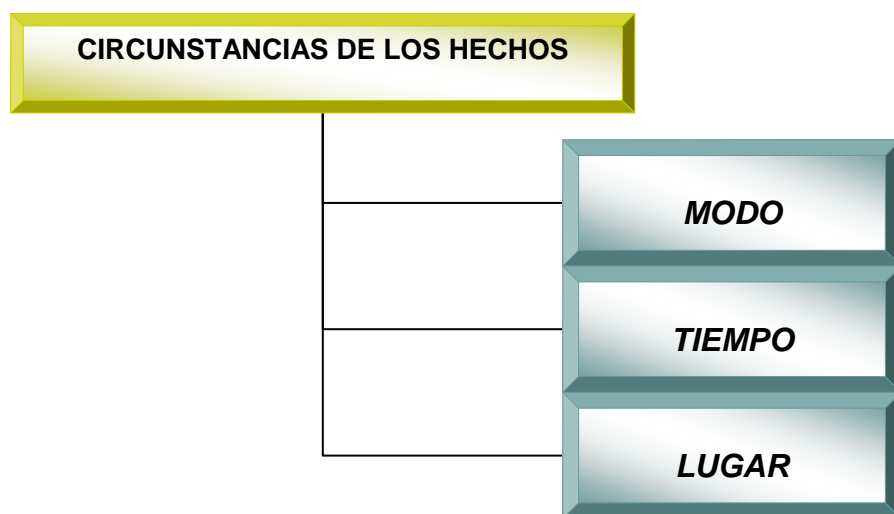 CIRCUNSTANCIAS DE LOS HECHOS
MODO
TIEMPO
LUGAR